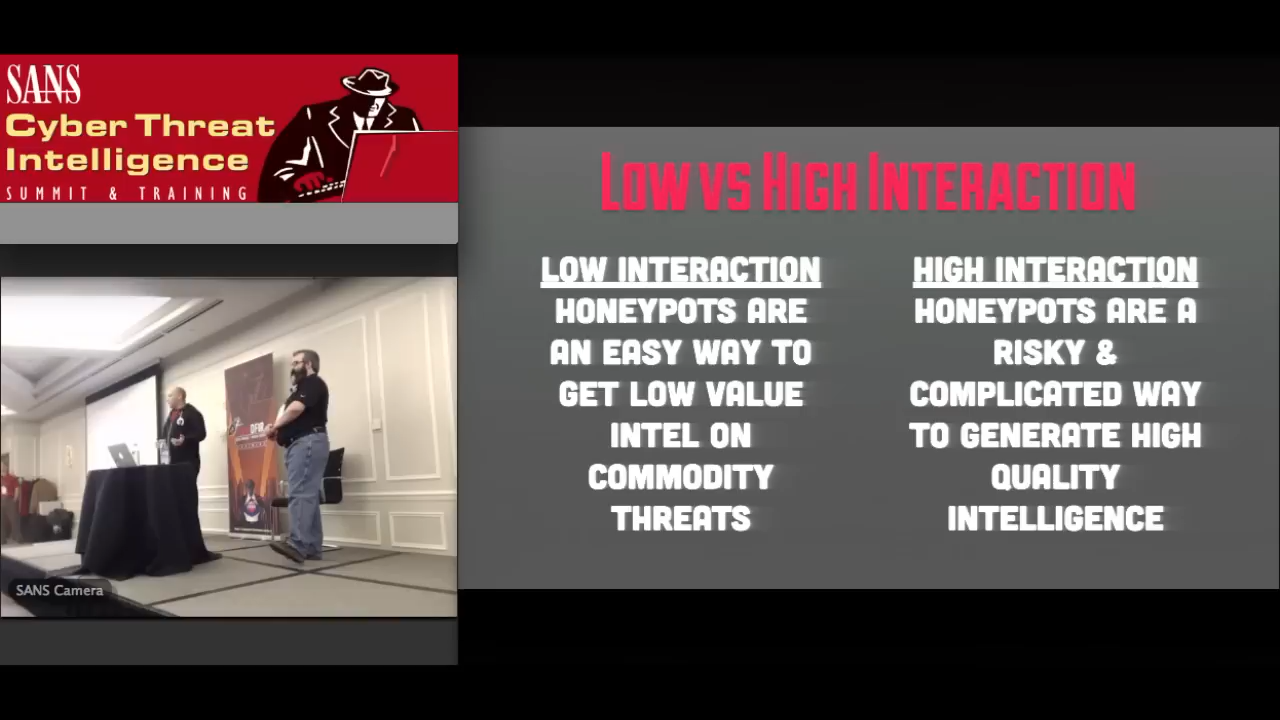 SANS
Cyber Threat
Intelligence
SUMMIT & TRAINING
LOW VS HIGH INTERACTION
LOW INTERACTION
HONEYPOTS ARE
AN EASY WAY TO
GET LOW VALUE
INTEL ON
COMMODITY
THREATS
HIGH INTERACTION
HONEYPOTS ARE A
RISKY &
COMPLICATED WAY
TO GENERATE HIGH
QUALITY
INTELLIGENCE
DFIR
SANS Camera